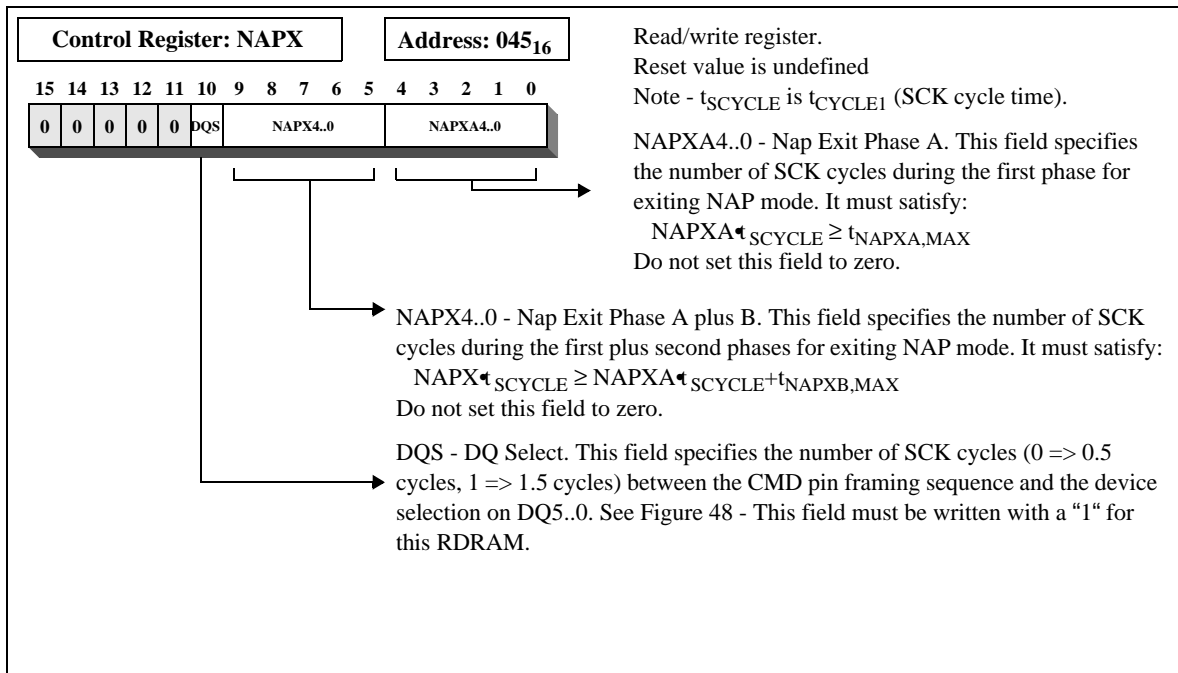 Control Register: NAPX
Address: 045₁₆
15 14 13 12 11 10 9 8 7 6 5 4 3 2 1 0
0 0 0 0 0 DQS NAPX4..0 NAPXA4..0
Read/write register.
Reset value is undefined
Note - tSCYCLE is tCYCLE1 (SCK cycle time).
NAPXA4..0 - Nap Exit Phase A. This field specifies
the number of SCK cycles during the first phase for
exiting NAP mode. It must satisfy:
NAPXA•tSCYCLE ≥ tNAPXA,MAX
Do not set this field to zero.
NAPX4..0 - Nap Exit Phase A plus B. This field specifies the number of SCK
cycles during the first plus second phases for exiting NAP mode. It must satisfy:
NAPX•tSCYCLE ≥ NAPXA•tSCYCLE+tNAPXB,MAX
Do not set this field to zero.
DQS - DQ Select. This field specifies the number of SCK cycles (0 => 0.5
cycles, 1 => 1.5 cycles) between the CMD pin framing sequence and the device
selection on DQ5..0. See Figure 48 - This field must be written with a “1“ for
this RDRAM.